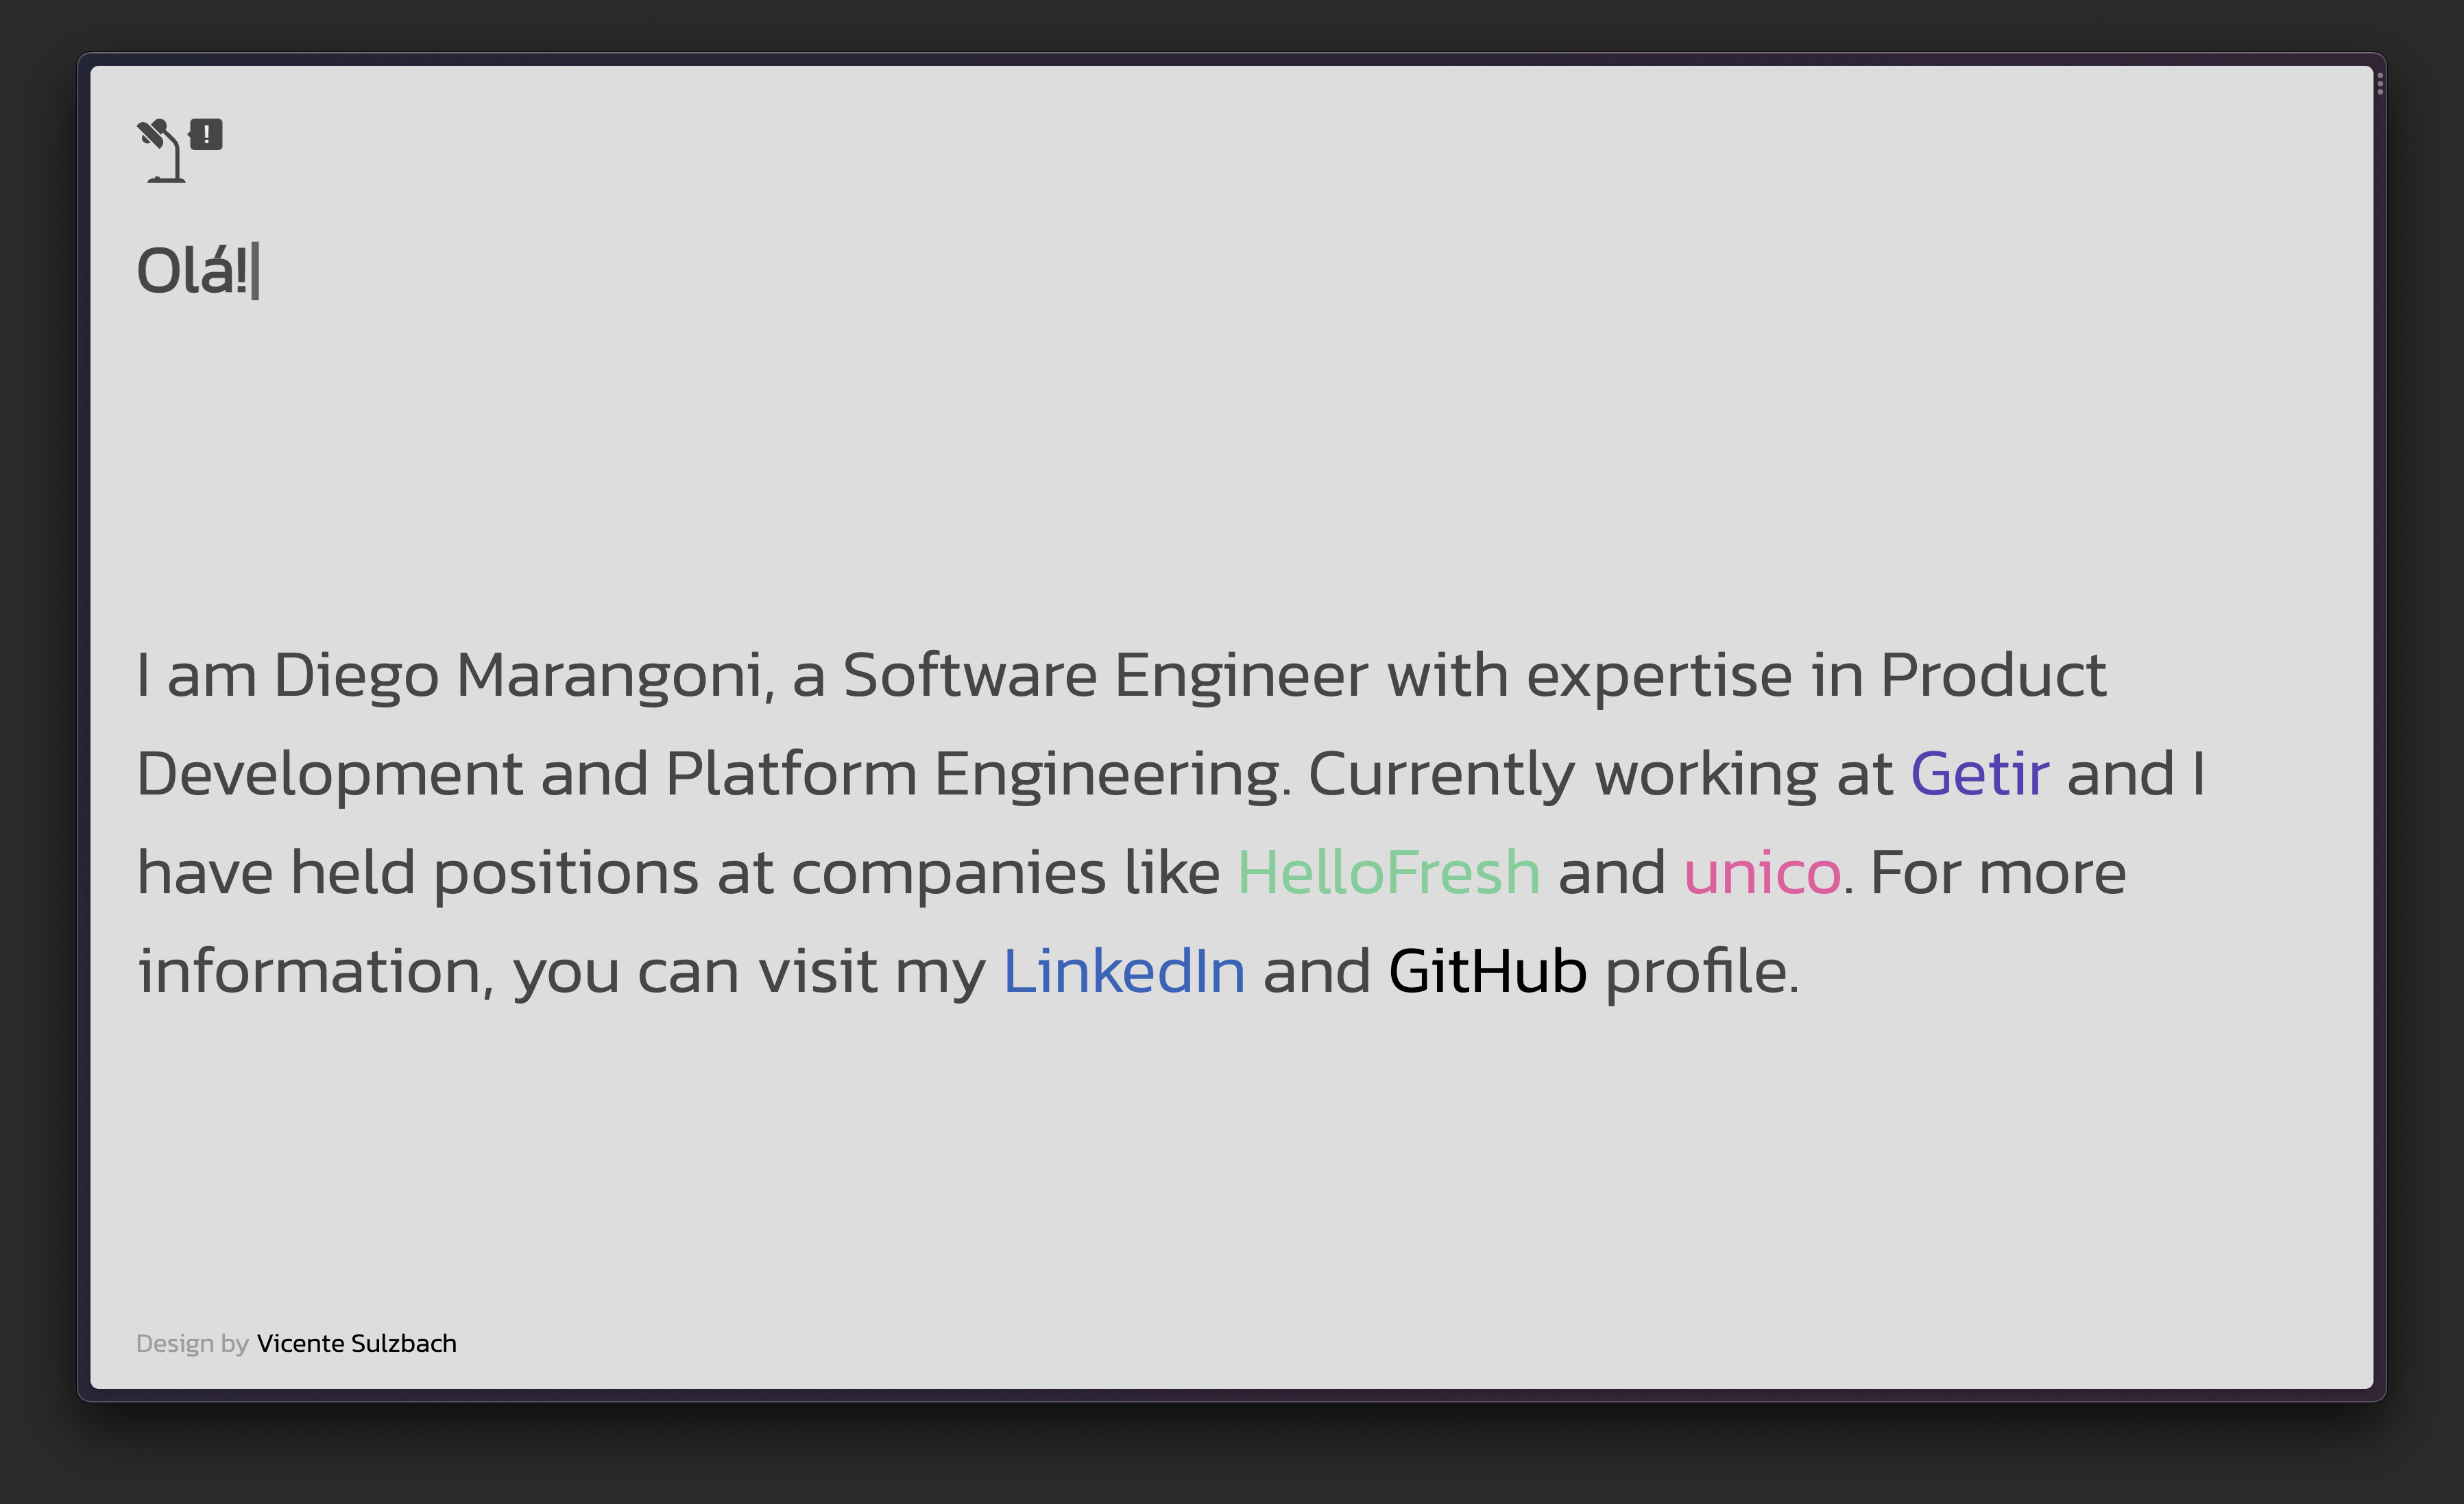 !
Olá!
I am Diego Marangoni, a Software Engineer with expertise in Product
Development and Platform Engineering. Currently working at Getir and I
have held positions at companies like HelloFresh and unico. For more
information, you can visit my LinkedIn and GitHub profile.
Design by Vicente Sulzbach